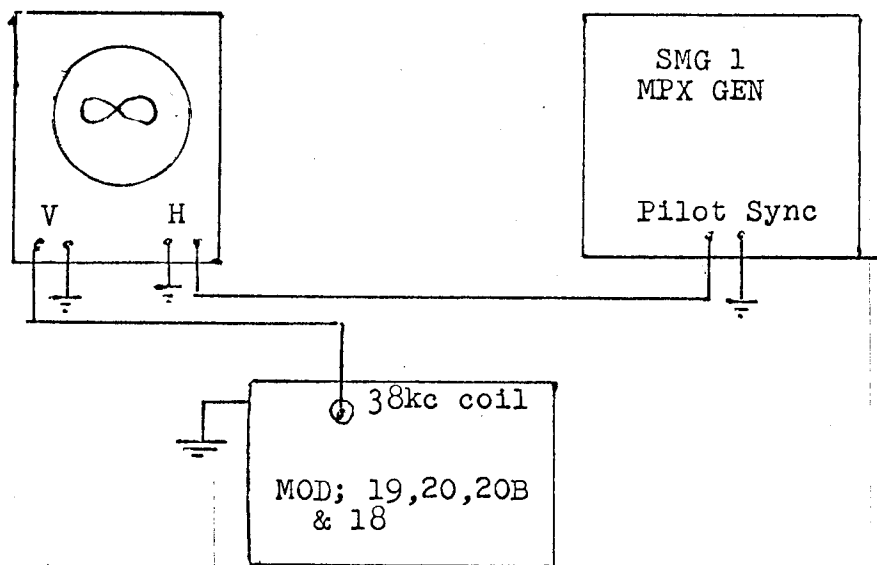 SMG 1
MPX GEN
V H
Pilot Sync
38kc coil
MOD; 19,20,20B
& 18